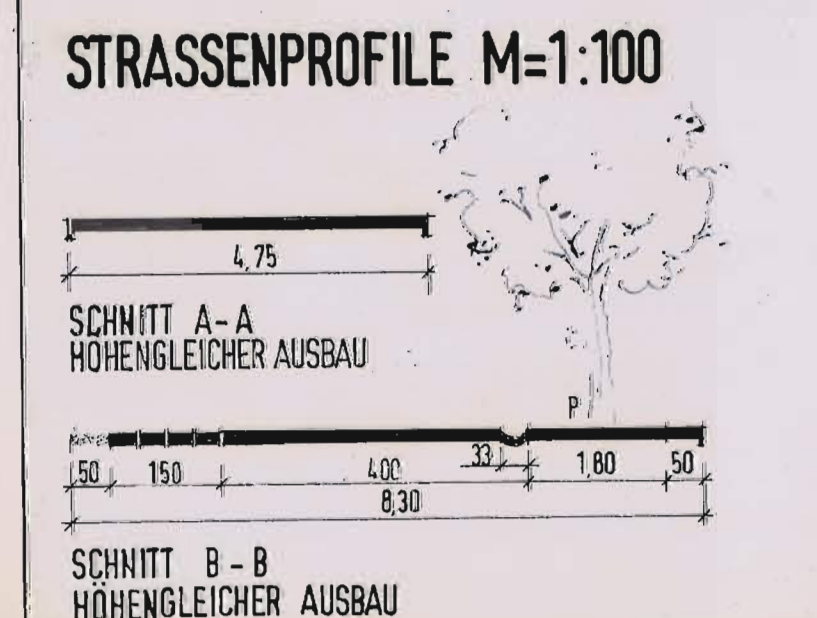 STRASSENPROFILE M=1:100
4,75
SCHNITT A-A
HÖHENGLEICHER AUSBAU
P
50 150 400 33 1,80 50
8,30
SCHNITT B-B
HÖHENGLEICHER AUSBAU